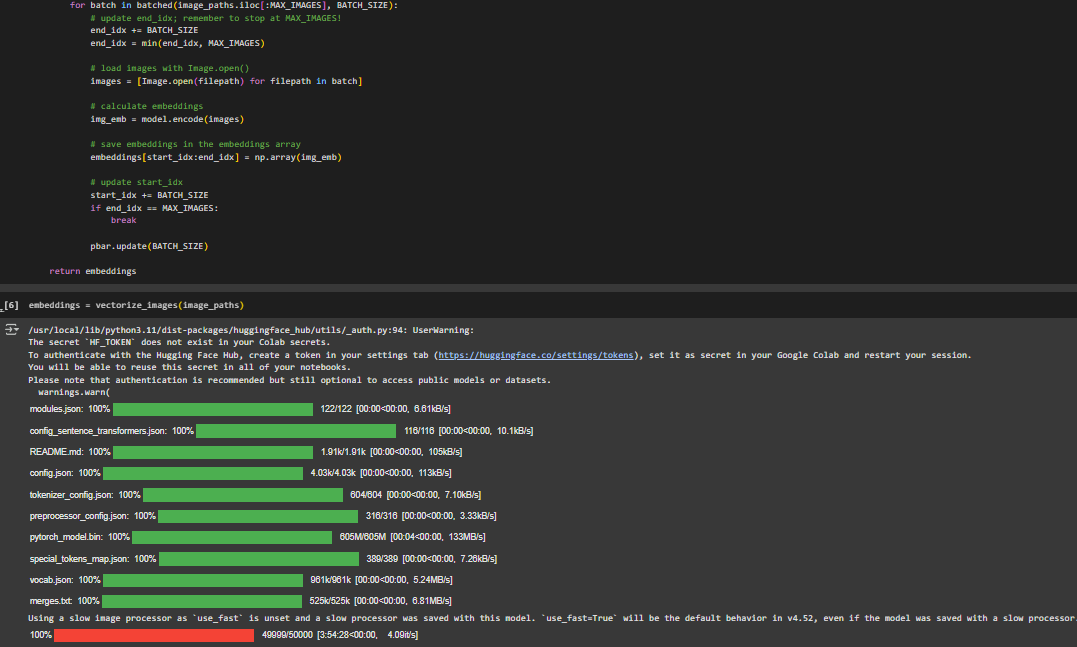 for batch in batched(image_paths.iloc[:MAX_IMAGES], BATCH_SIZE):
# update end_idx; remember to stop at MAX_IMAGES!
end_idx += BATCH_SIZE
end_idx = min(end_idx, MAX_IMAGES)
# load images with Image.open()
images = [Image.open(filepath) for filepath in batch]
# calculate embeddings
img_emb = model.encode(images)
# save embeddings in the embeddings array
embeddings[start_idx:end_idx] = np.array(img_emb)
# update start_idx
start_idx += BATCH_SIZE
if end_idx == MAX_IMAGES:
break
pbar.update(BATCH_SIZE)
return embeddings
[6] embeddings = vectorize_images(image_paths)
/usr/local/lib/python3.11/dist-packages/huggingface_hub/utils/_auth.py:94: UserWarning:
The secret `HF_TOKEN` does not exist in your Colab secrets.
To authenticate with the Hugging Face Hub, create a token in your settings tab (https://huggingface.co/settings/tokens), set it as secret in your Google Colab and restart your session.
You will be able to reuse this secret in all of your notebooks.
Please note that authentication is recommended but still optional to access public models or datasets.
warnings.warn(
modules.json: 100% 122/122 [00:00<00:00, 6.61kB/s]
config_sentence_transformers.json: 100% 116/116 [00:00<00:00, 10.1kB/s]
README.md: 100% 1.91k/1.91k [00:00<00:00, 105kB/s]
config.json: 100% 4.03k/4.03k [00:00<00:00, 113kB/s]
tokenizer_config.json: 100% 604/604 [00:00<00:00, 7.10kB/s]
preprocessor_config.json: 100% 316/316 [00:00<00:00, 3.33kB/s]
pytorch_model.bin: 100% 605M/605M [00:04<00:00, 133MB/s]
special_tokens_map.json: 100% 389/389 [00:00<00:00, 7.26kB/s]
vocab.json: 100% 961k/961k [00:00<00:00, 5.24MB/s]
merges.txt: 100% 525k/525k [00:00<00:00, 6.81MB/s]
Using a slow image processor as `use_fast` is unset and a slow processor was saved with this model. `use_fast=True` will be the default behavior in v4.52, even if the model was saved with a slow processor.
100% 49999/50000 [3:54:28<00:00, 4.09it/s]